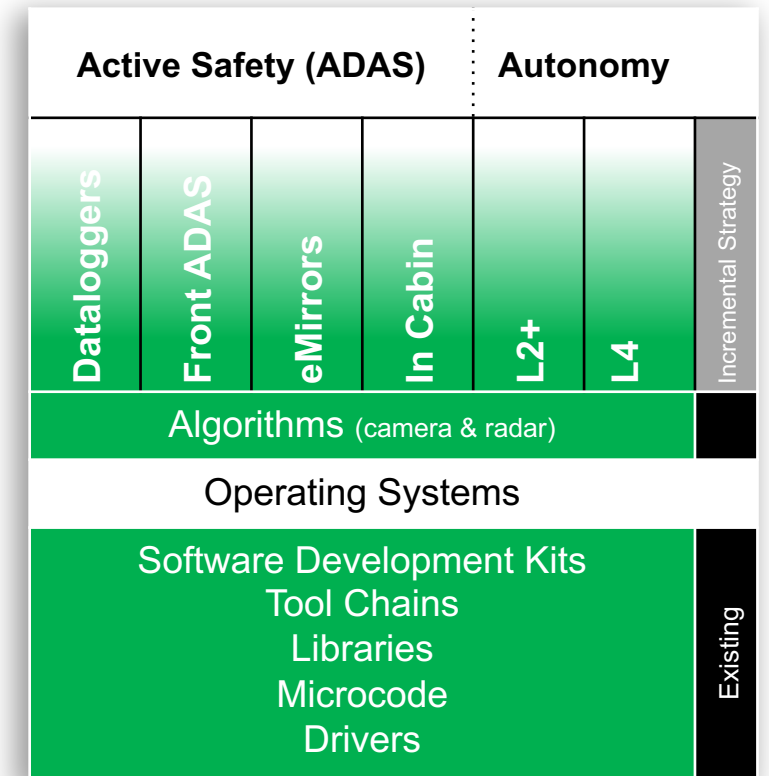 Active Safety (ADAS)
Autonomy
Dataloggers
Front ADAS
eMirrors
In Cabin
L2+
L4
Incremental Strategy
Algorithms (camera & radar)
Operating Systems
Software Development Kits
Tool Chains
Libraries
Microcode
Drivers
Existing